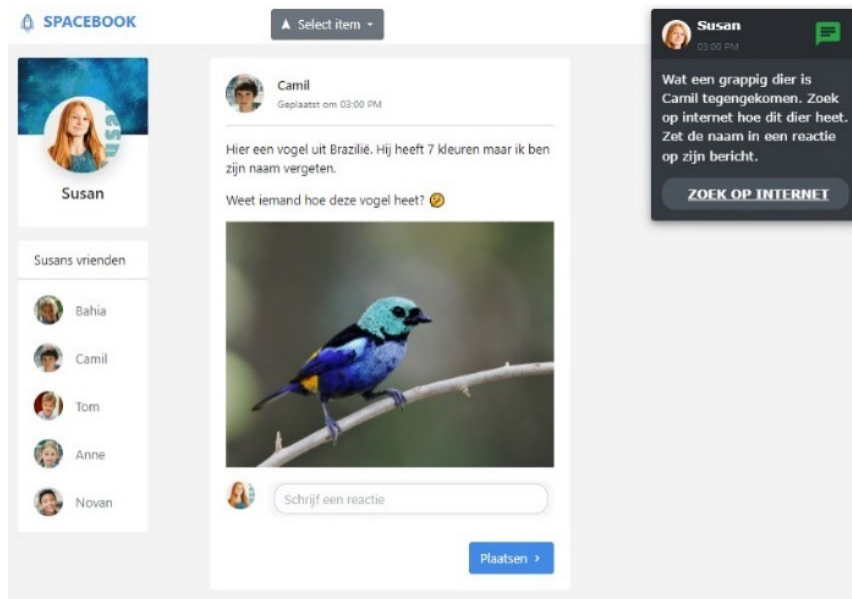 SPACEBOOK
Select item
Susan
Susans vrienden
Bahia
Camil
Tom
Anne
Novan
Camil
Geplaatst om 03:00 PM
Hier een vogel uit Brazilië. Hij heeft 7 kleuren maar ik ben
zijn naam vergeten.
Weet iemand hoe deze vogel heet?
Schrijf een reactie
Plaatsen
Susan
03:00 PM
Wat een grappig dier is
Camil tegengekomen. Zoek
op internet hoe dit dier heet.
Zet de naam in een reactie
op zijn bericht.
ZOEK OP INTERNET